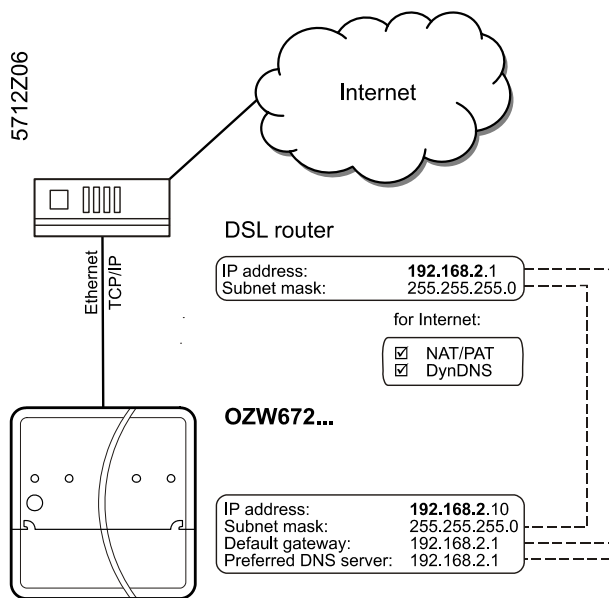 5712Z06
Internet
DSL router
IP address: 192.168.2.1
Subnet mask: 255.255.255.0
Ethernet
TCP/IP
for Internet:
☑ NAT/PAT
☑ DynDNS
OZW672...
IP address: 192.168.2.10
Subnet mask: 255.255.255.0
Default gateway: 192.168.2.1
Preferred DNS server: 192.168.2.1